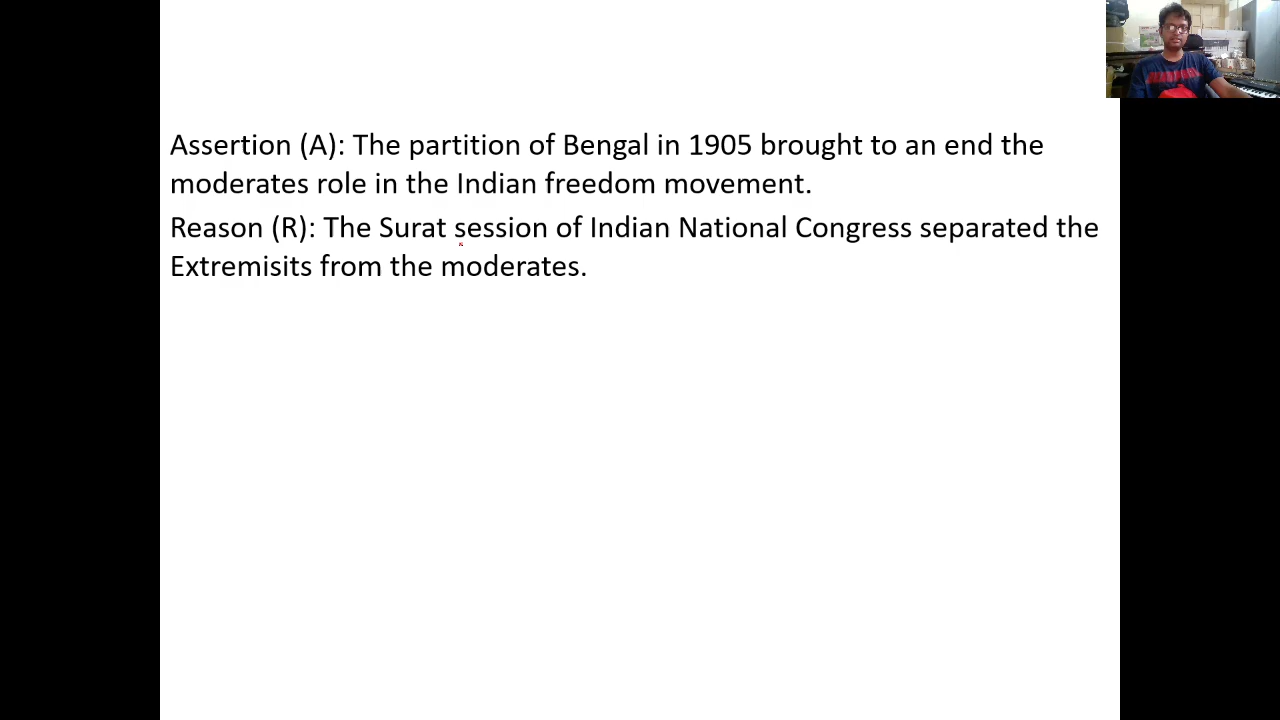 Assertion (A): The partition of Bengal in 1905 brought to an end the
moderates role in the Indian freedom movement.
Reason (R): The Surat session of Indian National Congress separated the
Extremisits from the moderates.